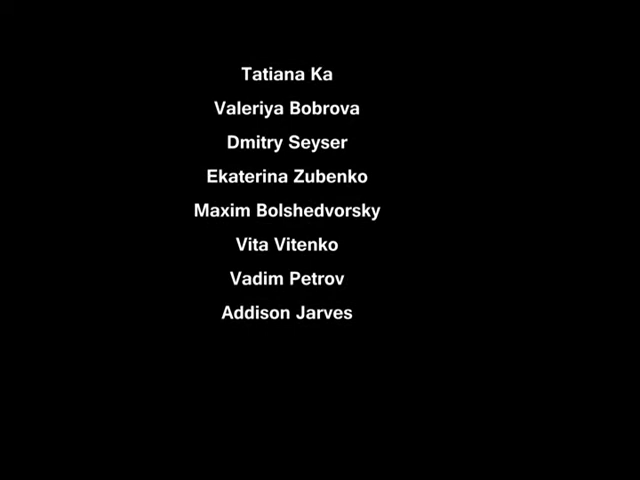 Tatiana Ka
Valeriya Bobrova
Dmitry Seyser
Ekaterina Zubenko
Maxim Bolshedvorsky
Vita Vitenko
Vadim Petrov
Addison Jarves